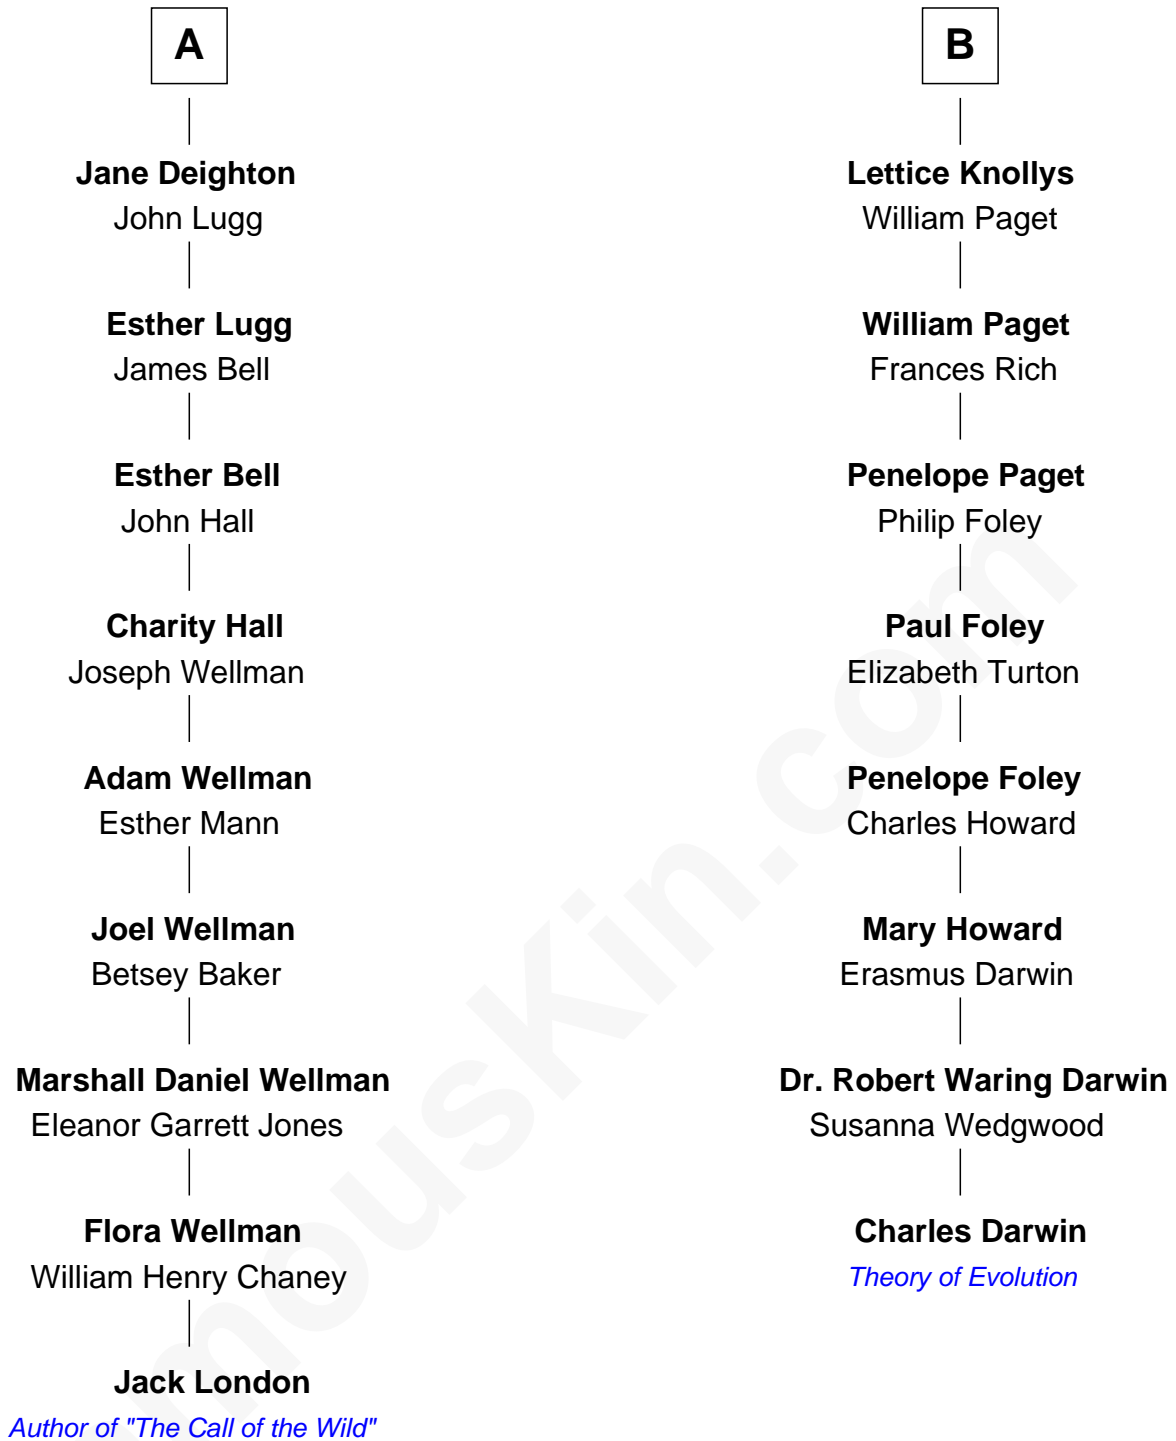 A
Jane Deighton
John Lugg
Esther Lugg
James Bell
Esther Bell
John Hall
Charity Hall
Joseph Wellman
Adam Wellman
Esther Mann
Joel Wellman
Betsey Baker
Marshall Daniel Wellman
Eleanor Garrett Jones
Flora Wellman
William Henry Chaney
Jack London
Author of "The Call of the Wild"
B
Lettice Knollys
William Paget
William Paget
Frances Rich
Penelope Paget
Philip Foley
Paul Foley
Elizabeth Turton
Penelope Foley
Charles Howard
Mary Howard
Erasmus Darwin
Dr. Robert Waring Darwin
Susanna Wedgwood
Charles Darwin
Theory of Evolution
mouskin.com